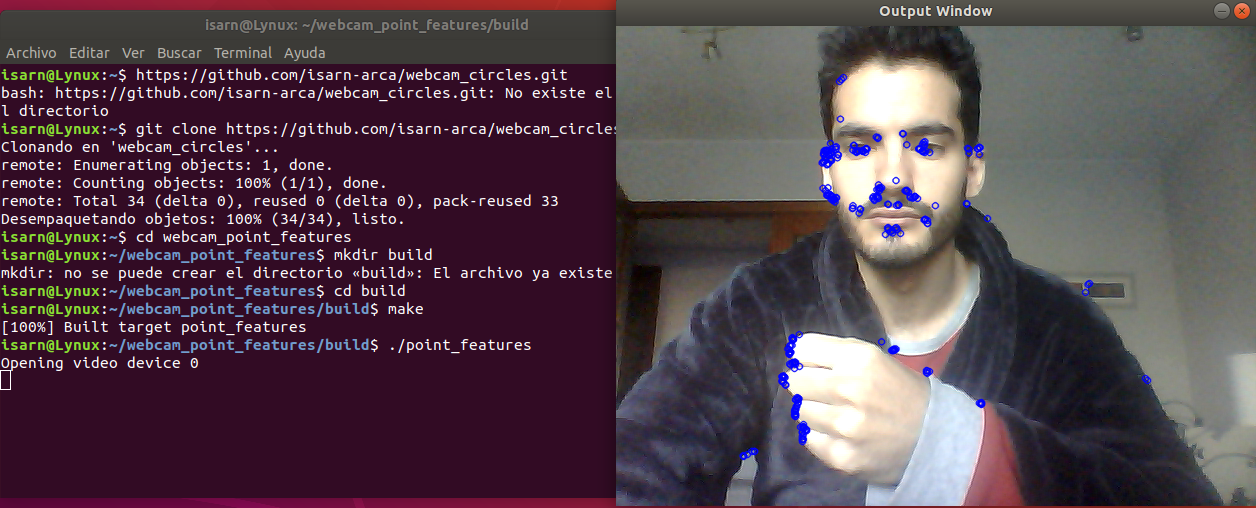 isarn@Lynux: ~/webcam_point_features/build
Archivo Editar Ver Buscar Terminal Ayuda
isarn@Lynux:~$ https://github.com/isarn-arca/webcam_circles.git
bash: https://github.com/isarn-arca/webcam_circles.git: No existe el
l directorio
isarn@Lynux:~$ git clone https://github.com/isarn-arca/webcam_circles
Clonando en 'webcam_circles'...
remote: Enumerating objects: 1, done.
remote: Counting objects: 100% (1/1), done.
remote: Total 34 (delta 0), reused 0 (delta 0), pack-reused 33
Desempaquetando objetos: 100% (34/34), listo.
isarn@Lynux:~$ cd webcam_point_features
isarn@Lynux:~/webcam_point_features$ mkdir build
mkdir: no se puede crear el directorio «build»: El archivo ya existe
isarn@Lynux:~/webcam_point_features$ cd build
isarn@Lynux:~/webcam_point_features/build$ make
[100%] Built target point_features
isarn@Lynux:~/webcam_point_features/build$ ./point_features
Opening video device 0
Output Window